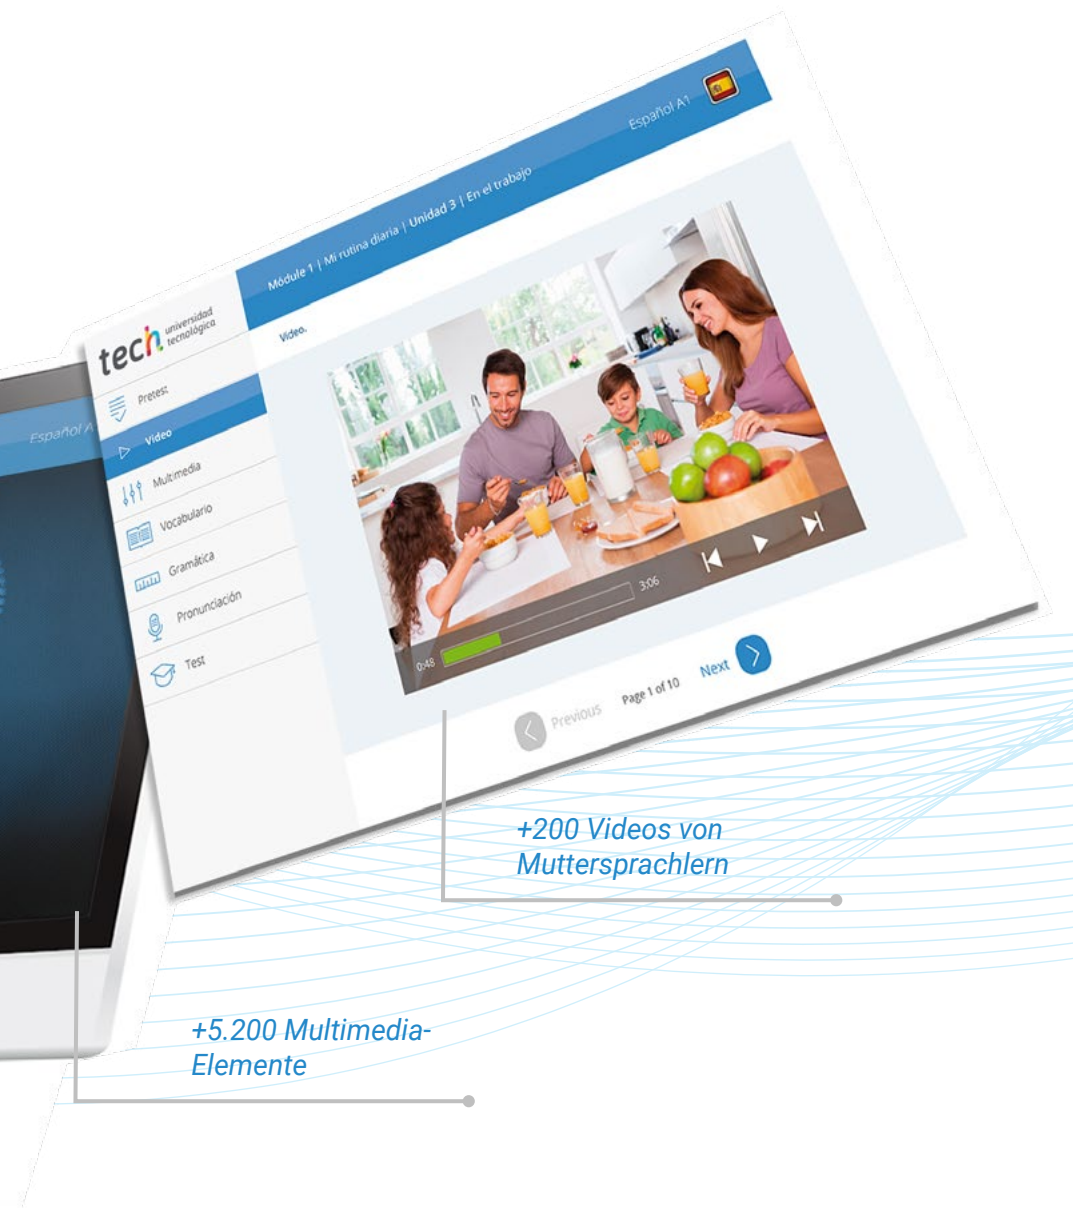 Español A1
Módule 1 | Mi rutina diaria | Unidad 3 | En el trabajo
tech universidad
tecnológica
Video.
Pretest
Video
Multimedia
Vocabulario
Gramática
Pronunciación
Test
Español A
0:48
3:06
Previous
Page 1 of 10
Next
+200 Videos von
Muttersprachlern
+5.200 Multimedia-
Elemente